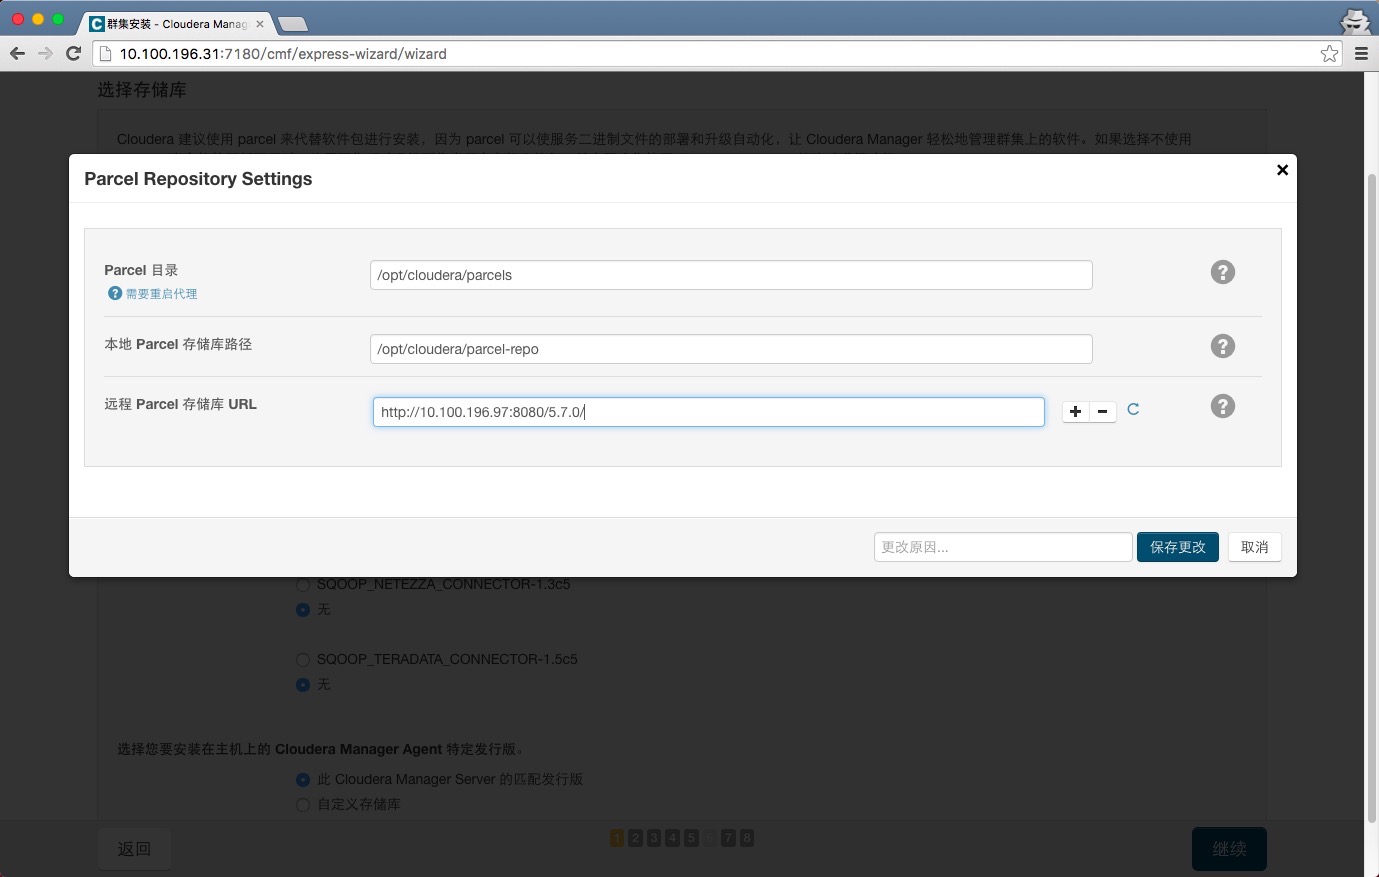 群集安装 - Cloudera Manag
10.100.196.31:7180/cmf/express-wizard/wizard
选择存储库
Cloudera 建议使用 parcel 来代替软件包进行安装，因为 parcel 可以使服务二进制文件的部署和升级自动化，让 Cloudera Manager 轻松地管理群集上的软件。如果选择不使用
Parcel Repository Settings
Parcel 目录
/opt/cloudera/parcels
需要重启代理
本地 Parcel 存储库路径
/opt/cloudera/parcel-repo
远程 Parcel 存储库 URL
http://10.100.196.97:8080/5.7.0/
更改原因...
保存更改
取消
SQOOP_NETEZZA_CONNECTOR-1.3c5
无
SQOOP_TERADATA_CONNECTOR-1.5c5
无
选择您要安装在主机上的 Cloudera Manager Agent 特定发行版。
此 Cloudera Manager Server 的匹配发行版
自定义存储库
返回
1 2 3 4 5 7 8
继续